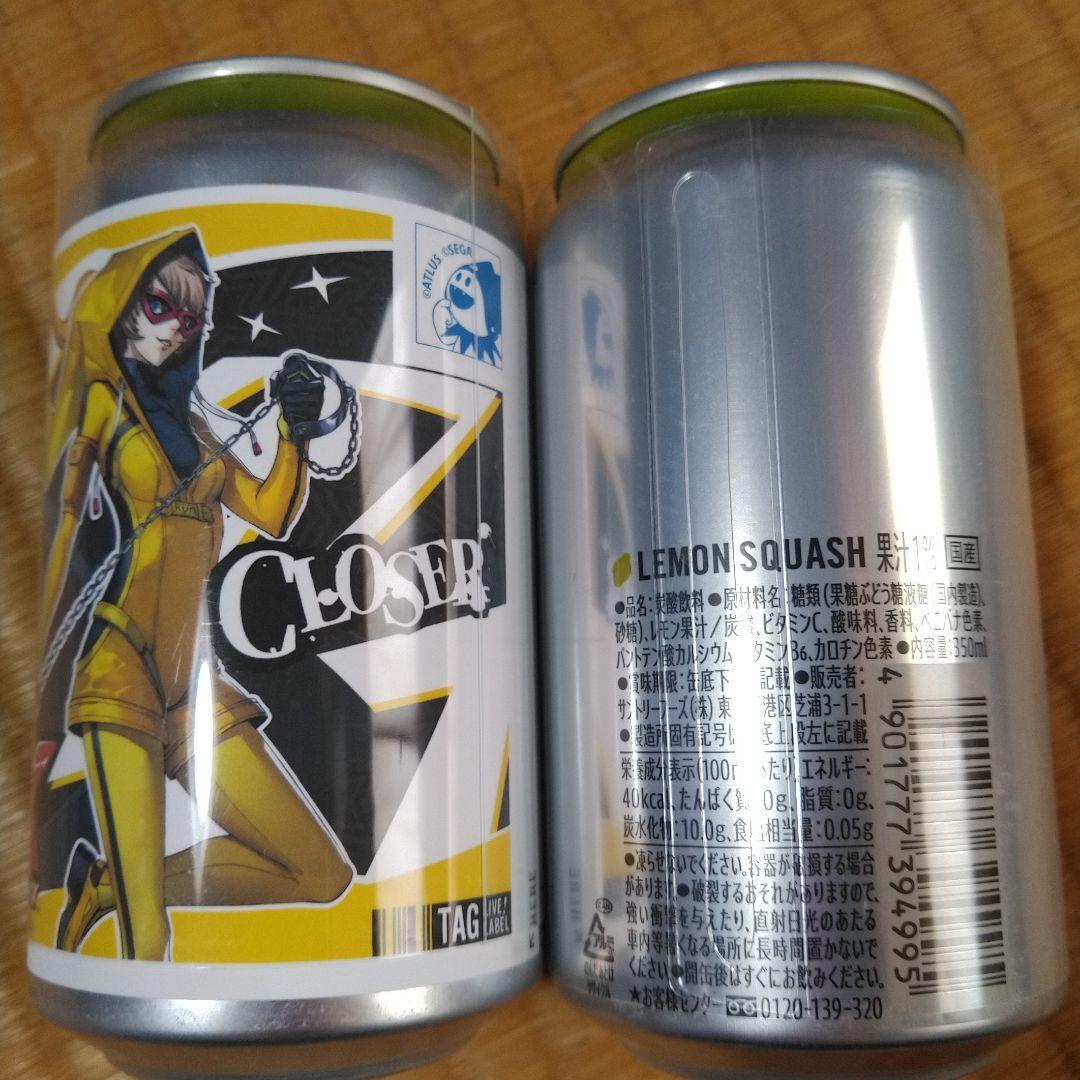 ©ATLUS ©SEGA
RUN
CLOSER
TAG LIVE!
LABEL
LEMON SQUASH 果汁1% 国産
●品名:炭酸飲料 ●原材料名:糖類(果糖ぶどう糖液糖(国内製造)、
砂糖)、レモン果汁/炭酸、ビタミンC、酸味料、香料、ベニバナ色素、
パントテン酸カルシウム、ビタミンB6、カロチン色素 ●内容量:350ml
●賞味期限:缶底下 記載 ●販売者:
サントリーフーズ(株) 東 港区芝浦3-1-1
●製造所固有記号は 底上段左に記載
栄養成分表示(100ml当たり)エネルギー:
40kcal、たんぱく質:0g、脂質:0g、
炭水化物:10.0g、食塩相当量:0.05g
●凍らせないでください。容器が破損する場合
があります。●破裂するおそれがありますので、
強い衝撃を与えたり、直射日光のあたる
車内等熱くなる場所に長時間置かないで
ください。●開缶後はすぐにお飲みください。
★お客様センター 0120-139-320
アルミ
4 901777 394995